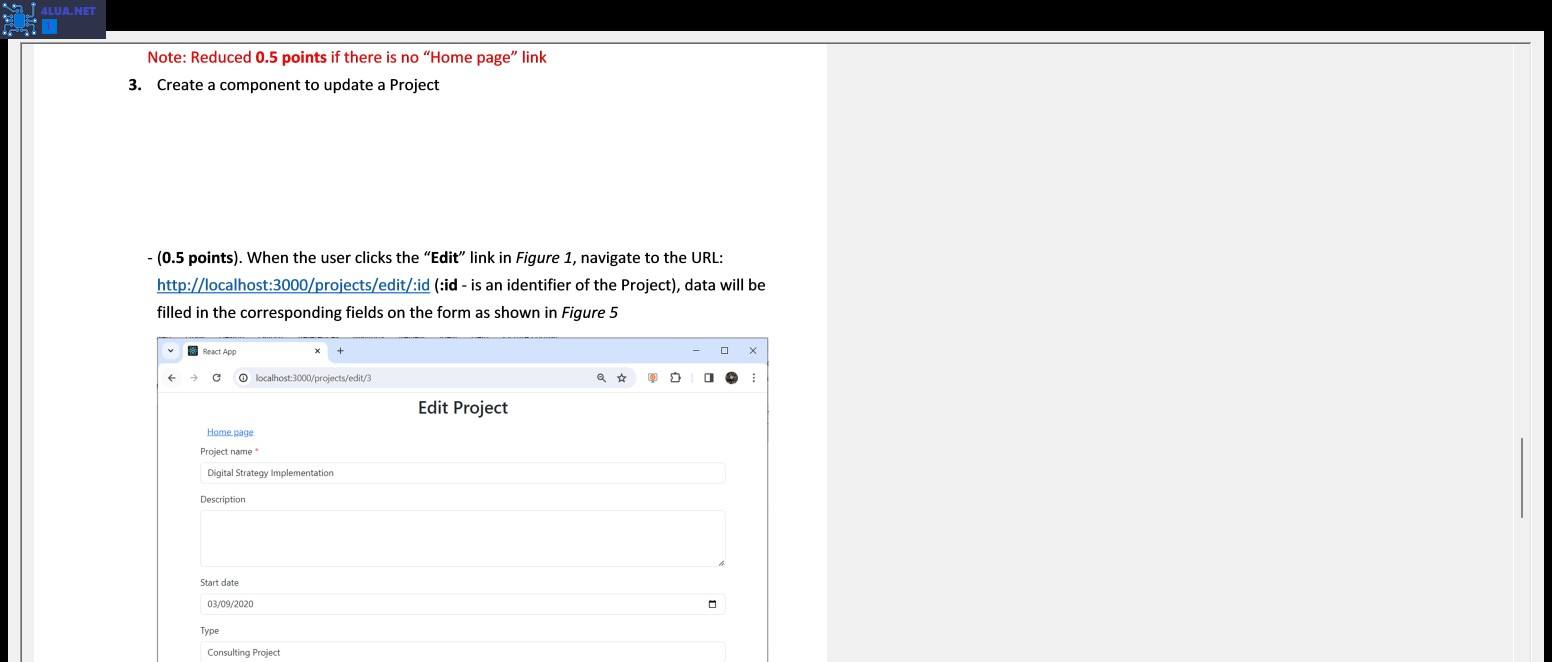 4LUA.NET
Note: Reduced 0.5 points if there is no “Home page” link
3. Create a component to update a Project
- (0.5 points). When the user clicks the “Edit” link in Figure 1, navigate to the URL:
http://localhost:3000/projects/edit/:id (:id - is an identifier of the Project), data will be
filled in the corresponding fields on the form as shown in Figure 5
React App
localhost:3000/projects/edit/3
Edit Project
Home page
Project name *
Digital Strategy Implementation
Description
Start date
03/09/2020
Type
Consulting Project